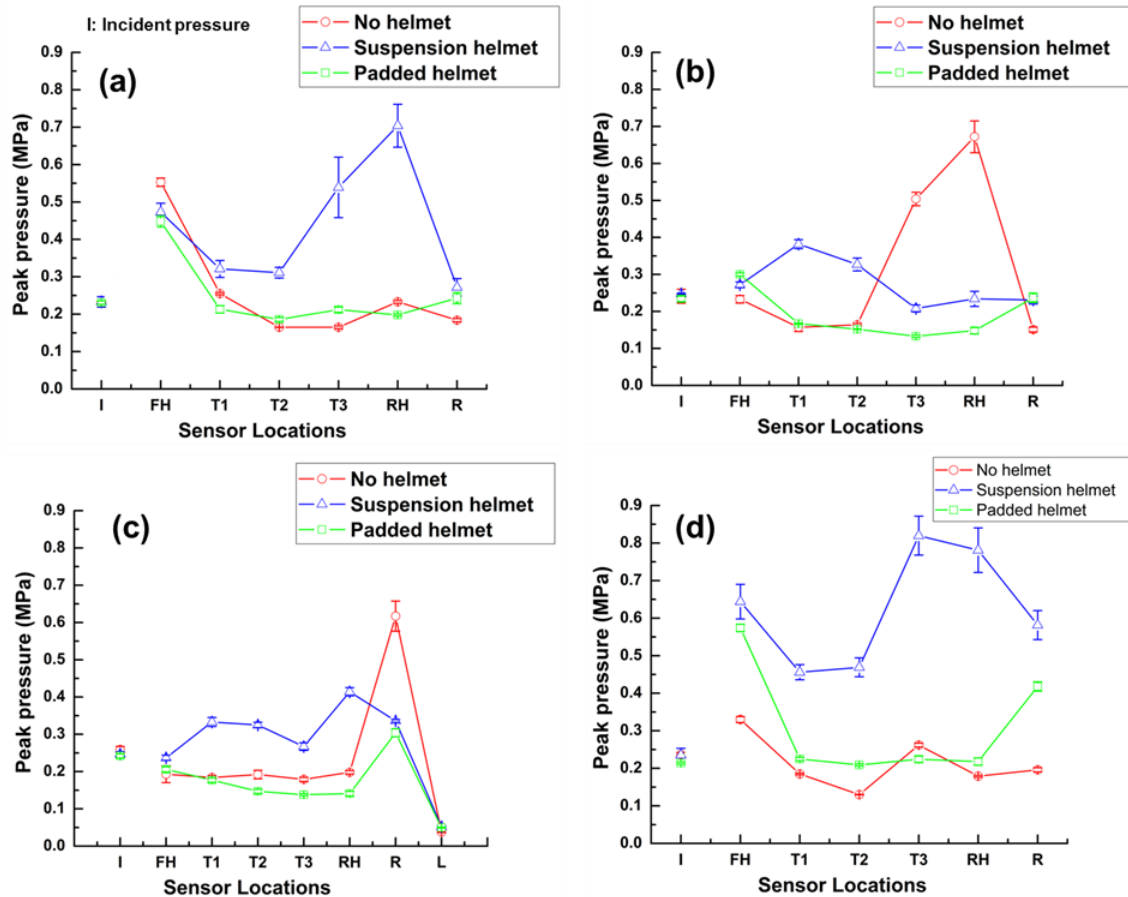 I: Incident pressure
No helmet
Suspension helmet
Padded helmet
(a)
Peak pressure (MPa)
0.9
0.8
0.7
0.6
0.5
0.4
0.3
0.2
0.1
0.0
I FH T1 T2 T3 RH R
Sensor Locations
No helmet
Suspension helmet
Padded helmet
(b)
Peak pressure (MPa)
0.9
0.8
0.7
0.6
0.5
0.4
0.3
0.2
0.1
0.0
I FH T1 T2 T3 RH R
Sensor Locations
No helmet
Suspension helmet
Padded helmet
(c)
Peak pressure (MPa)
0.9
0.8
0.7
0.6
0.5
0.4
0.3
0.2
0.1
0.0
I FH T1 T2 T3 RH R L
Sensor Locations
No helmet
Suspension helmet
Padded helmet
(d)
Peak pressure (MPa)
0.9
0.8
0.7
0.6
0.5
0.4
0.3
0.2
0.1
0.0
I FH T1 T2 T3 RH R
Sensor Locations